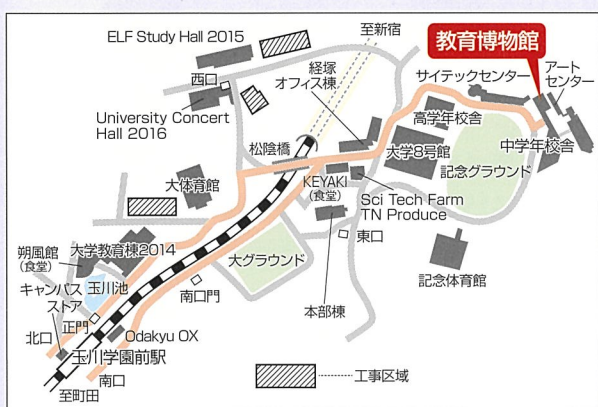 ELF Study Hall 2015
至新宿
教育博物館
西口
経塚
オフィス棟
サイテックセンター
アート
センター
University Concert
Hall 2016
高学年校舎
松陰橋
大学8号館
中学年校舎
記念グラウンド
大体育館
KEYAKI
(食堂)
Sci Tech Farm
TN Produce
東口
朔風館
(食堂)
大学教育棟2014
大グラウンド
記念体育館
キャンパス
ストア
玉川池
南口門
本部棟
正門
北口
Odakyu OX
玉川学園前駅
南口
工事区域
至町田